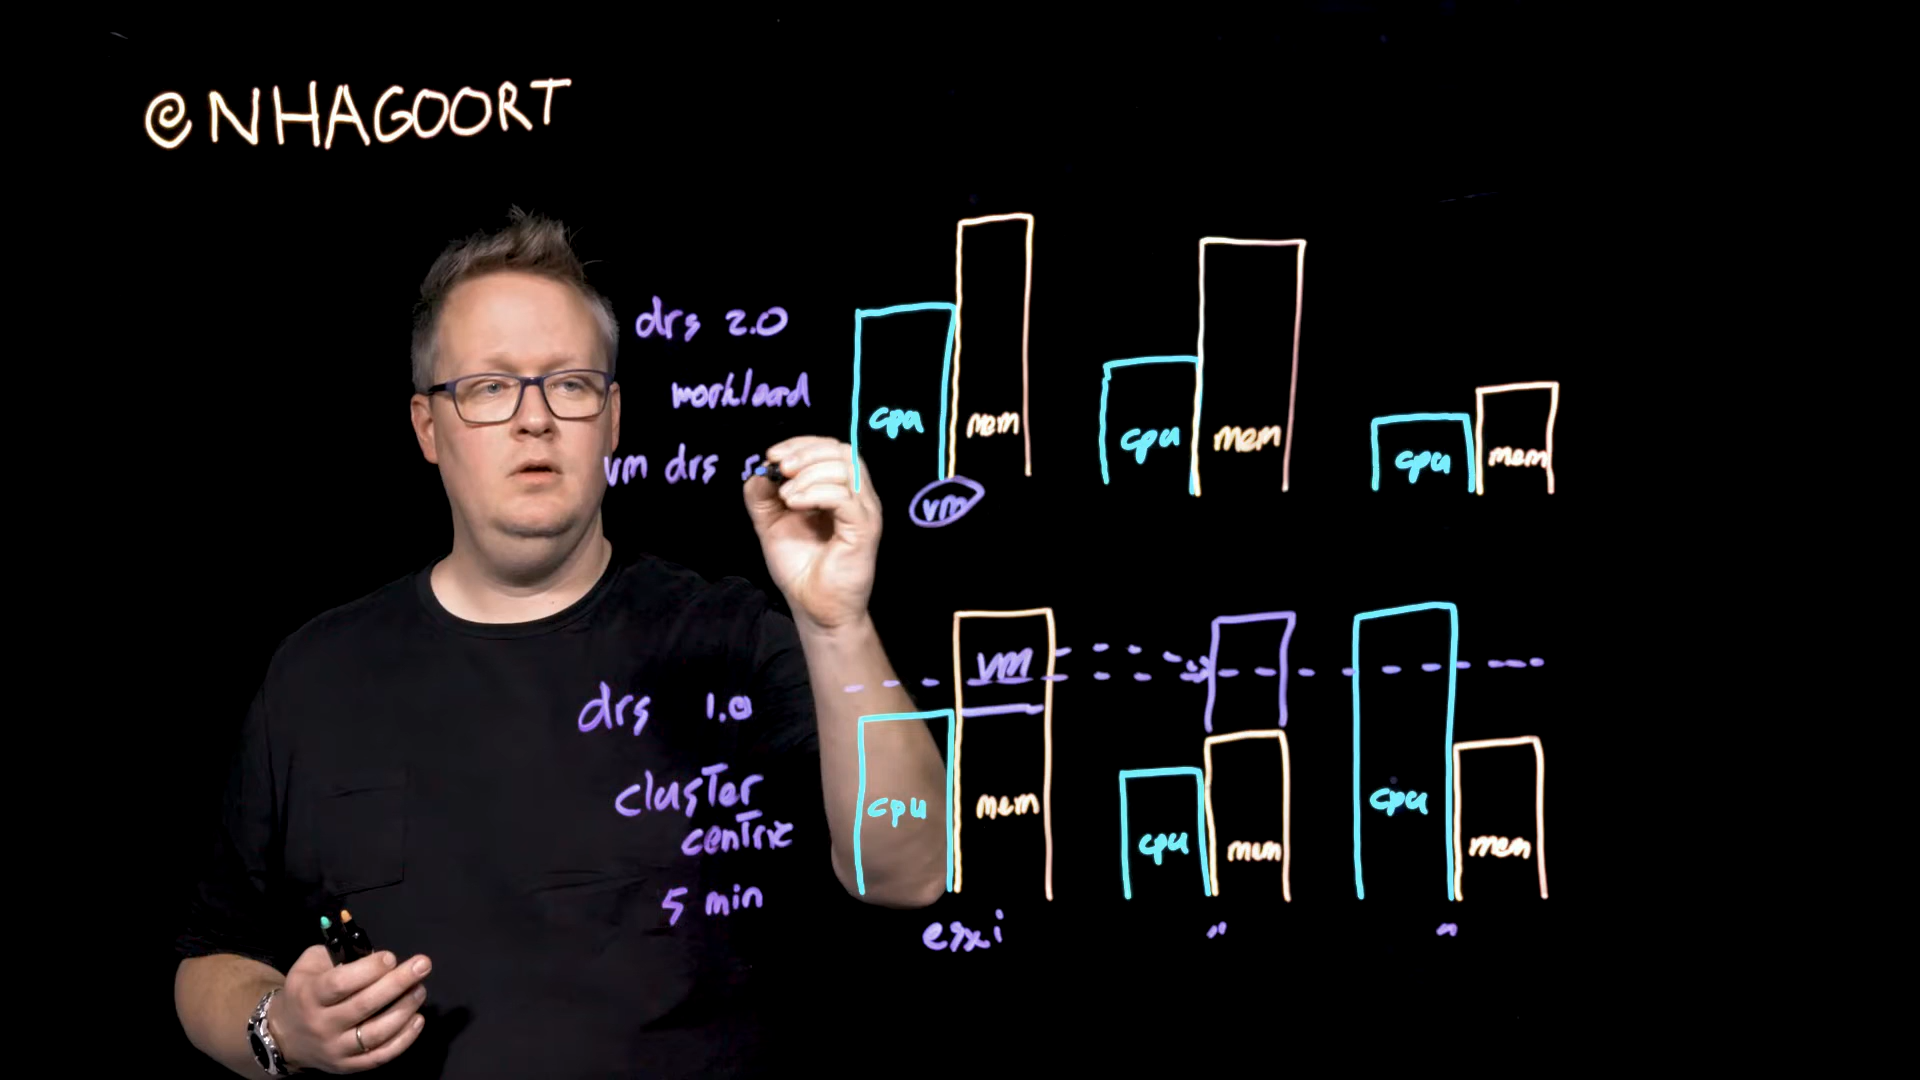 @NHAGOORT
drs 2.0
workload
vm drs s
cpu mem
cpu mem
cpu mem
vm
vm
drs 1.0
cluster
centric
5 min
cpu mem
cpu mem
cpu mem
esxi " "